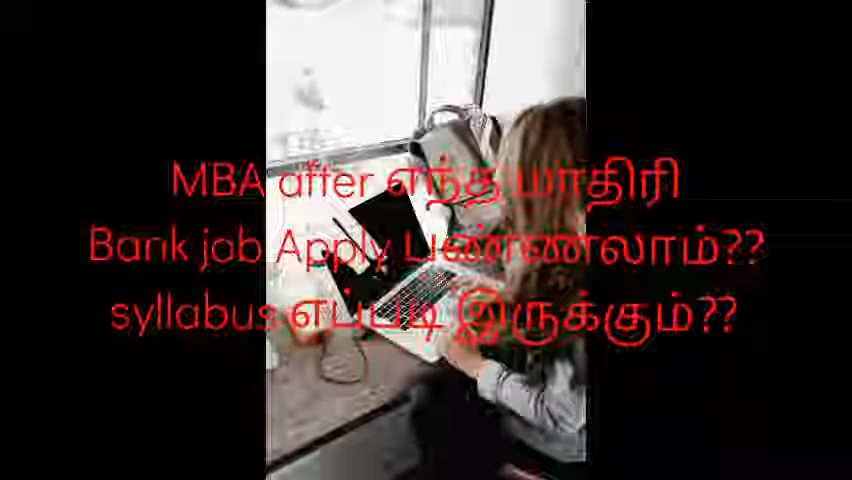 MBA after எந்த மாதிரி
Bank job Apply பண்ணலாம்??
syllabus எப்படி இருக்கும்??